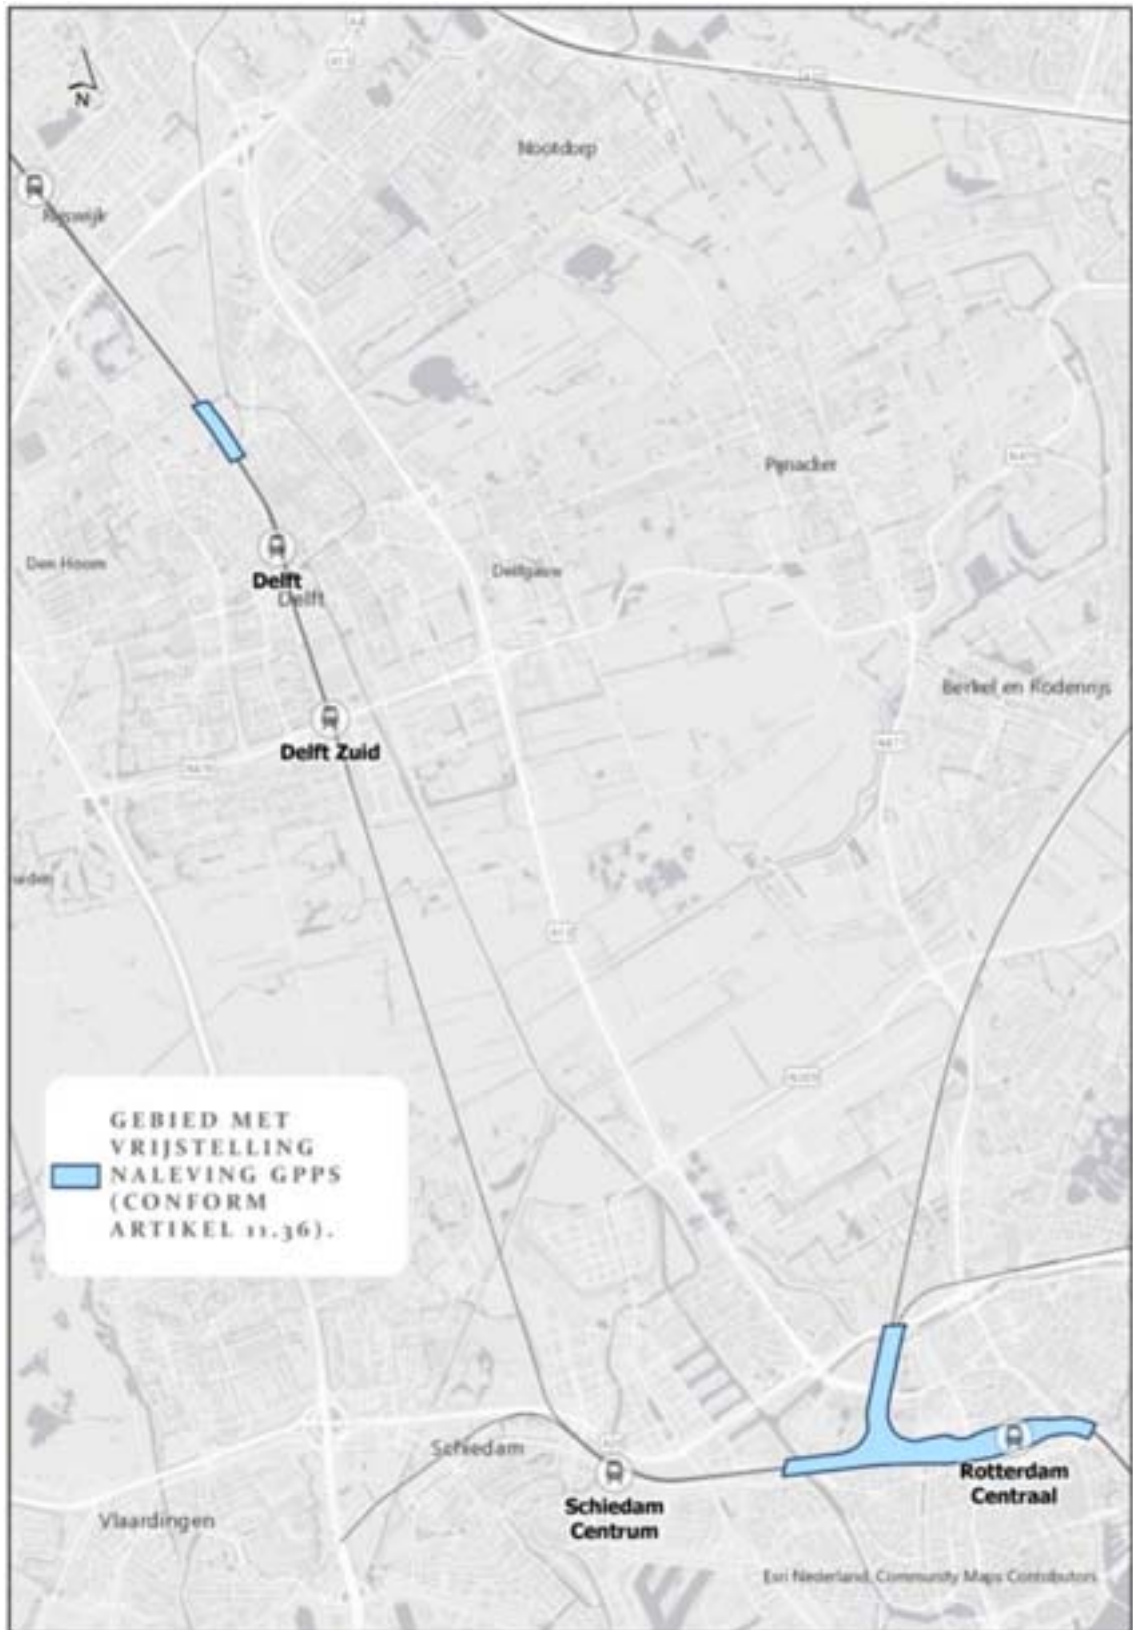 N
Nootdorp
Rijswijk
Pijnacker
Den Hoorn
Delfgauw
Delft
Delft
Berkel en Rodenrijs
Delft Zuid
GEBIED MET
VRIJSTELLING
NALEVING GPPS
(CONFORM
ARTIKEL 11.36).
Schiedam
Rotterdam
Centraal
Schiedam
Centrum
Vlaardingen
Esri Nederland, Community Maps Contributors